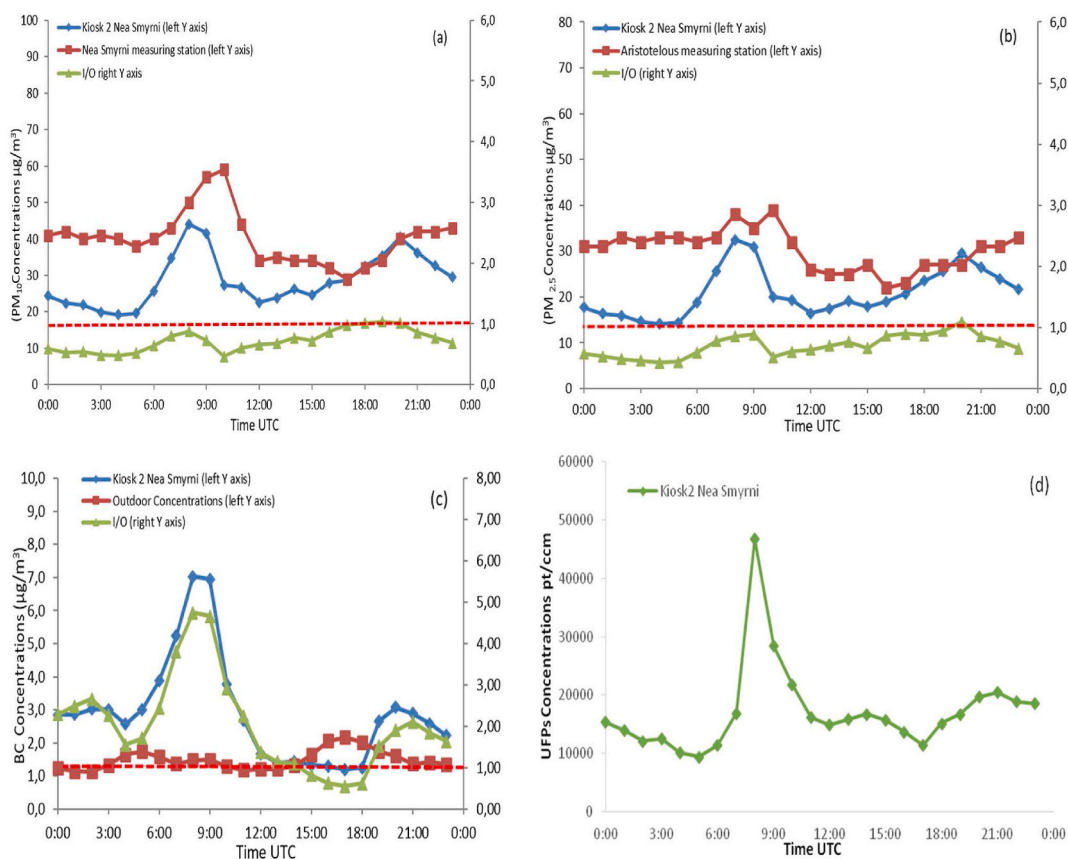 Kiosk 2 Nea Smyrni (left Y axis)
Nea Smyrni measuring station (left Y axis)
I/O right Y axis
(a)
(PM10Concentrations µg/m³)
100
90
80
70
60
50
40
30
20
10
0
6,0
5,0
4,0
3,0
2,0
1,0
0,0
0:00 3:00 6:00 9:00 12:00 15:00 18:00 21:00 0:00
Time UTC
Kiosk 2 Nea Smyrni (left Y axis)
Aristotelous measuring station (left Y axis)
I/O (right Y axis)
(b)
(PM 2,5 Concentrations µg/m³)
80
70
60
50
40
30
20
10
0
6,0
5,0
4,0
3,0
2,0
1,0
0,0
0:00 3:00 6:00 9:00 12:00 15:00 18:00 21:00 0:00
Time UTC
Kiosk 2 Nea Smyrni (left Y axis)
Outdoor Concentrations (left Y axis)
I/O (right Y axis)
(c)
BC Concentrations (µg/m³)
10,0
9,0
8,0
7,0
6,0
5,0
4,0
3,0
2,0
1,0
0,0
8,00
7,00
6,00
5,00
4,00
3,00
2,00
1,00
0,00
0:00 3:00 6:00 9:00 12:00 15:00 18:00 21:00 0:00
Time UTC
Kiosk2 Nea Smyrni
(d)
UFPs Concentrations pt/ccm
60000
50000
40000
30000
20000
10000
0
0:00 3:00 6:00 9:00 12:00 15:00 18:00 21:00 0:00
Time UTC